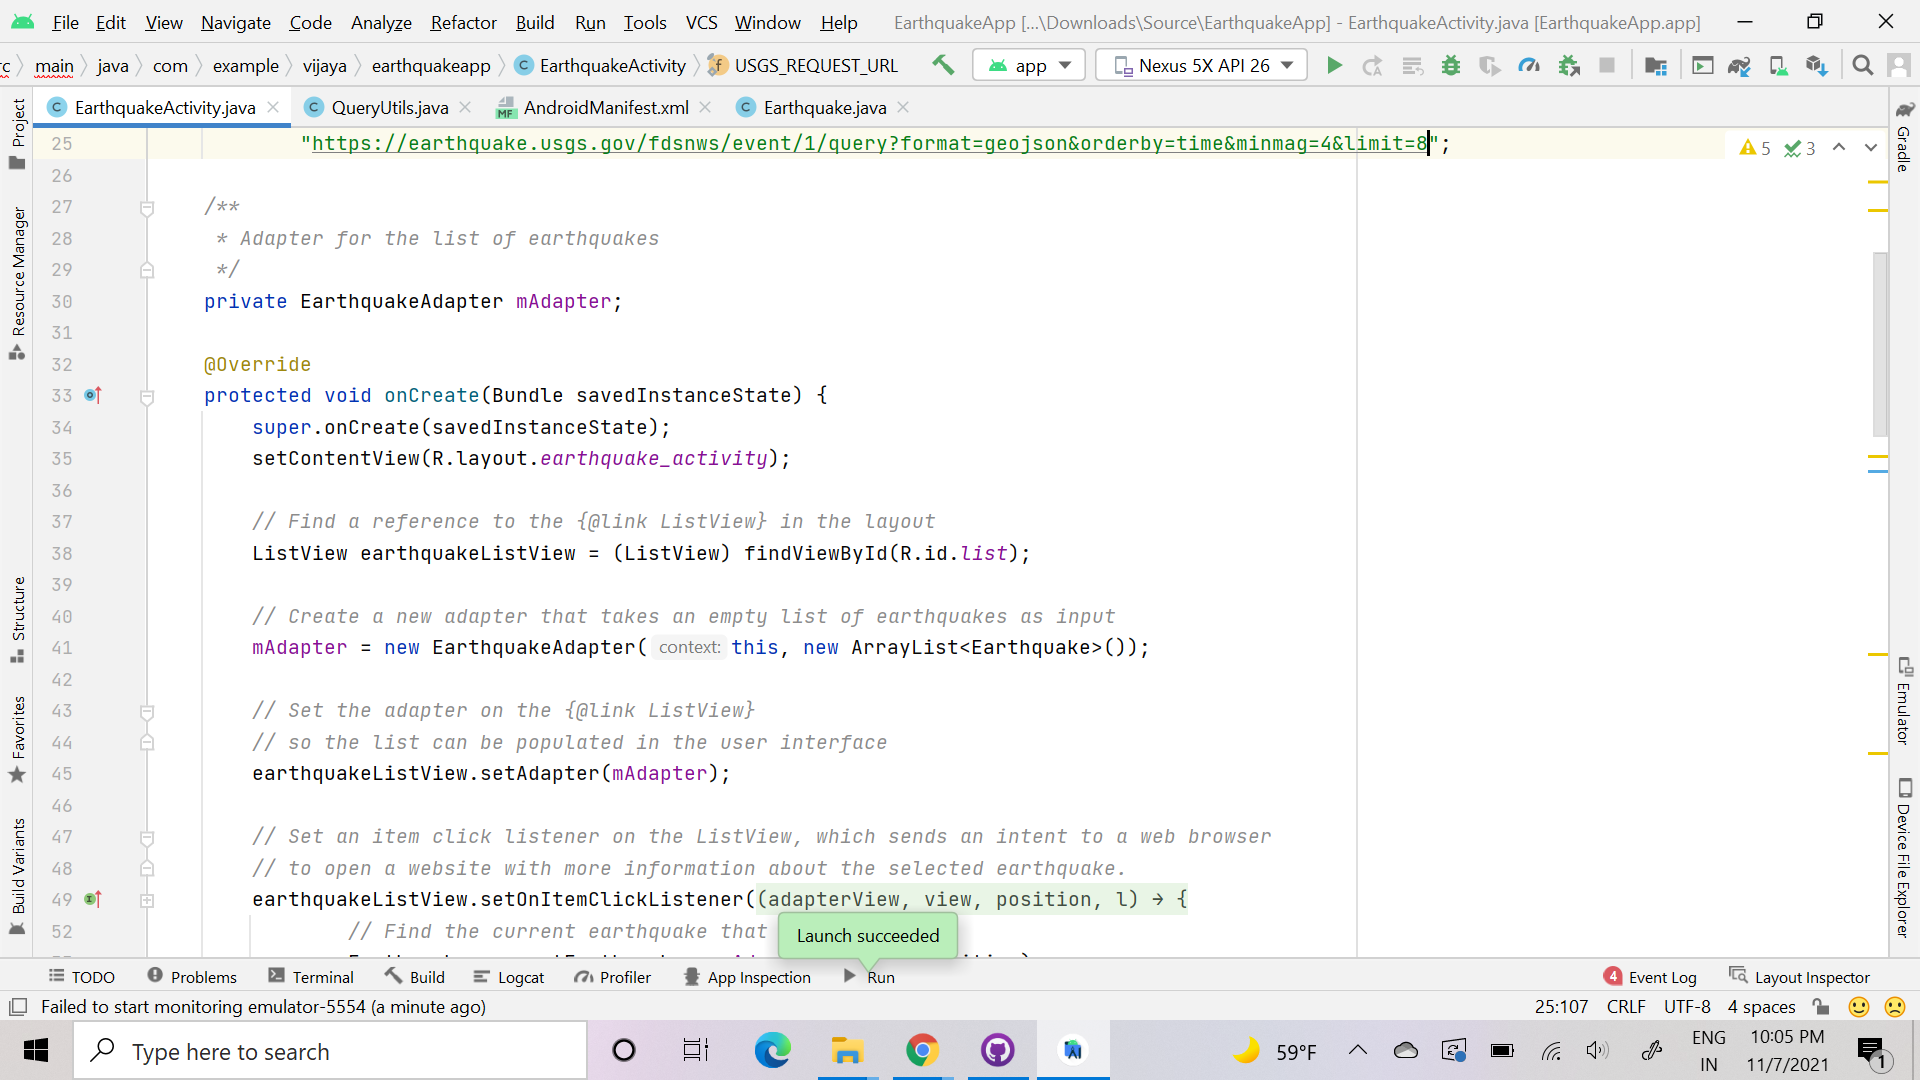 File Edit View Navigate Code Analyze Refactor Build Run Tools VCS Window Help EarthquakeApp [...\Downloads\Source\EarthquakeApp] - EarthquakeActivity.java [EarthquakeApp.app]
rc main java com example vijaya earthquakeapp EarthquakeActivity USGS_REQUEST_URL app Nexus 5X API 26
EarthquakeActivity.java QueryUtils.java AndroidManifest.xml Earthquake.java
25 "https://earthquake.usgs.gov/fdsnws/event/1/query?format=geojson&orderby=time&minmag=4&limit=8"; 5 3
26
27 /**
28 * Adapter for the list of earthquakes
29 */
30 private EarthquakeAdapter mAdapter;
31
32 @Override
33 protected void onCreate(Bundle savedInstanceState) {
34 super.onCreate(savedInstanceState);
35 setContentView(R.layout.earthquake_activity);
36
37 // Find a reference to the {@link ListView} in the layout
38 ListView earthquakeListView = (ListView) findViewById(R.id.list);
39
40 // Create a new adapter that takes an empty list of earthquakes as input
41 mAdapter = new EarthquakeAdapter( context: this, new ArrayList<Earthquake>());
42
43 // Set the adapter on the {@link ListView}
44 // so the list can be populated in the user interface
45 earthquakeListView.setAdapter(mAdapter);
46
47 // Set an item click listener on the ListView, which sends an intent to a web browser
48 // to open a website with more information about the selected earthquake.
49 earthquakeListView.setOnItemClickListener((adapterView, view, position, l) → {
52 // Find the current earthquake that
Launch succeeded
Project
Resource Manager
Structure
Favorites
Build Variants
Gradle
Emulator
Device File Explorer
TODO Problems Terminal Build Logcat Profiler App Inspection Run 4 Event Log Layout Inspector
Failed to start monitoring emulator-5554 (a minute ago) 25:107 CRLF UTF-8 4 spaces
Type here to search 59°F ENG IN 10:05 PM 11/7/2021 1